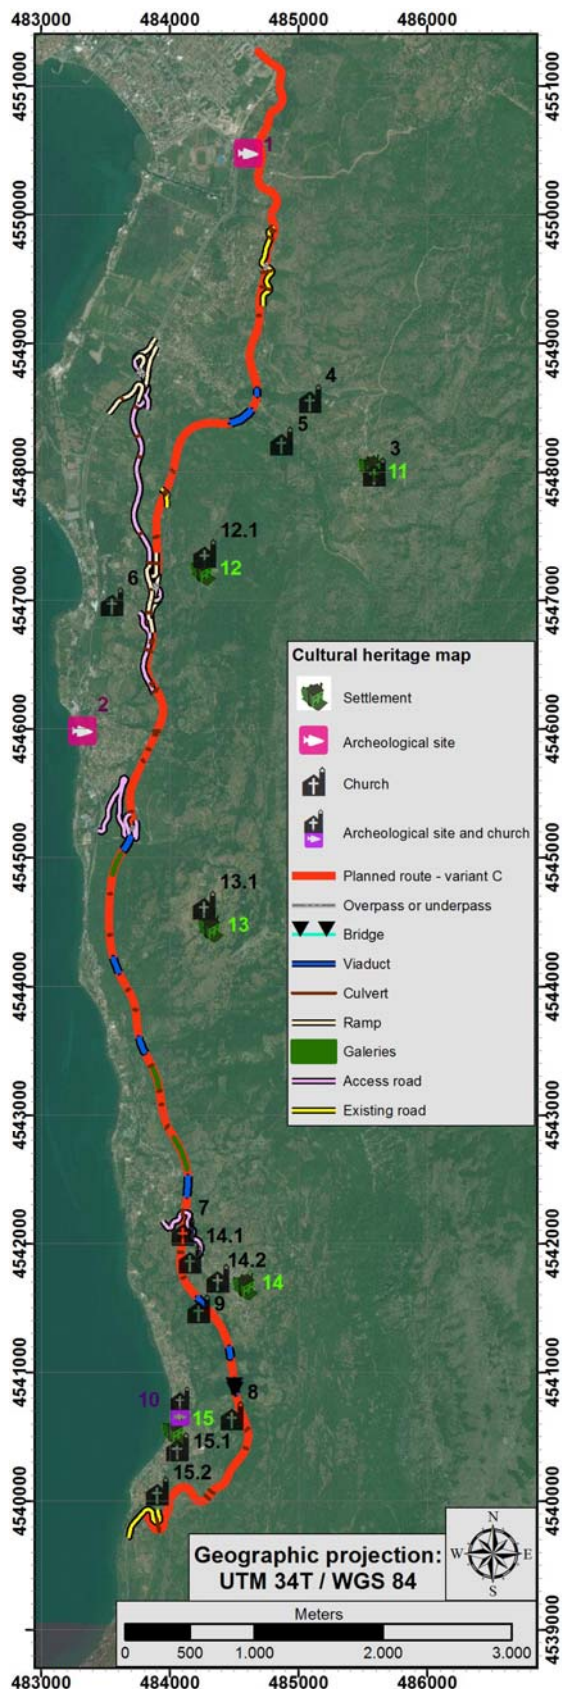 483000 484000 485000 486000
4551000
1
4550000
4549000
4
5
3
4548000
11
12.1
12
6
4547000
Cultural heritage map
Settlement
2
4546000
Archeological site
Church
Archeological site and church
4545000
Planned route - variant C
13.1
Overpass or underpass
13
Bridge
Viaduct
4544000
Culvert
Ramp
Galeries
Access road
4543000
Existing road
7
14.1
4542000
14.2
14
9
4541000
8
10
15
15.1
15.2
4540000
Geographic projection:
UTM 34T / WGS 84
N
W E
S
Meters
0 500 1.000 2.000 3.000
4539000
483000 484000 485000 486000